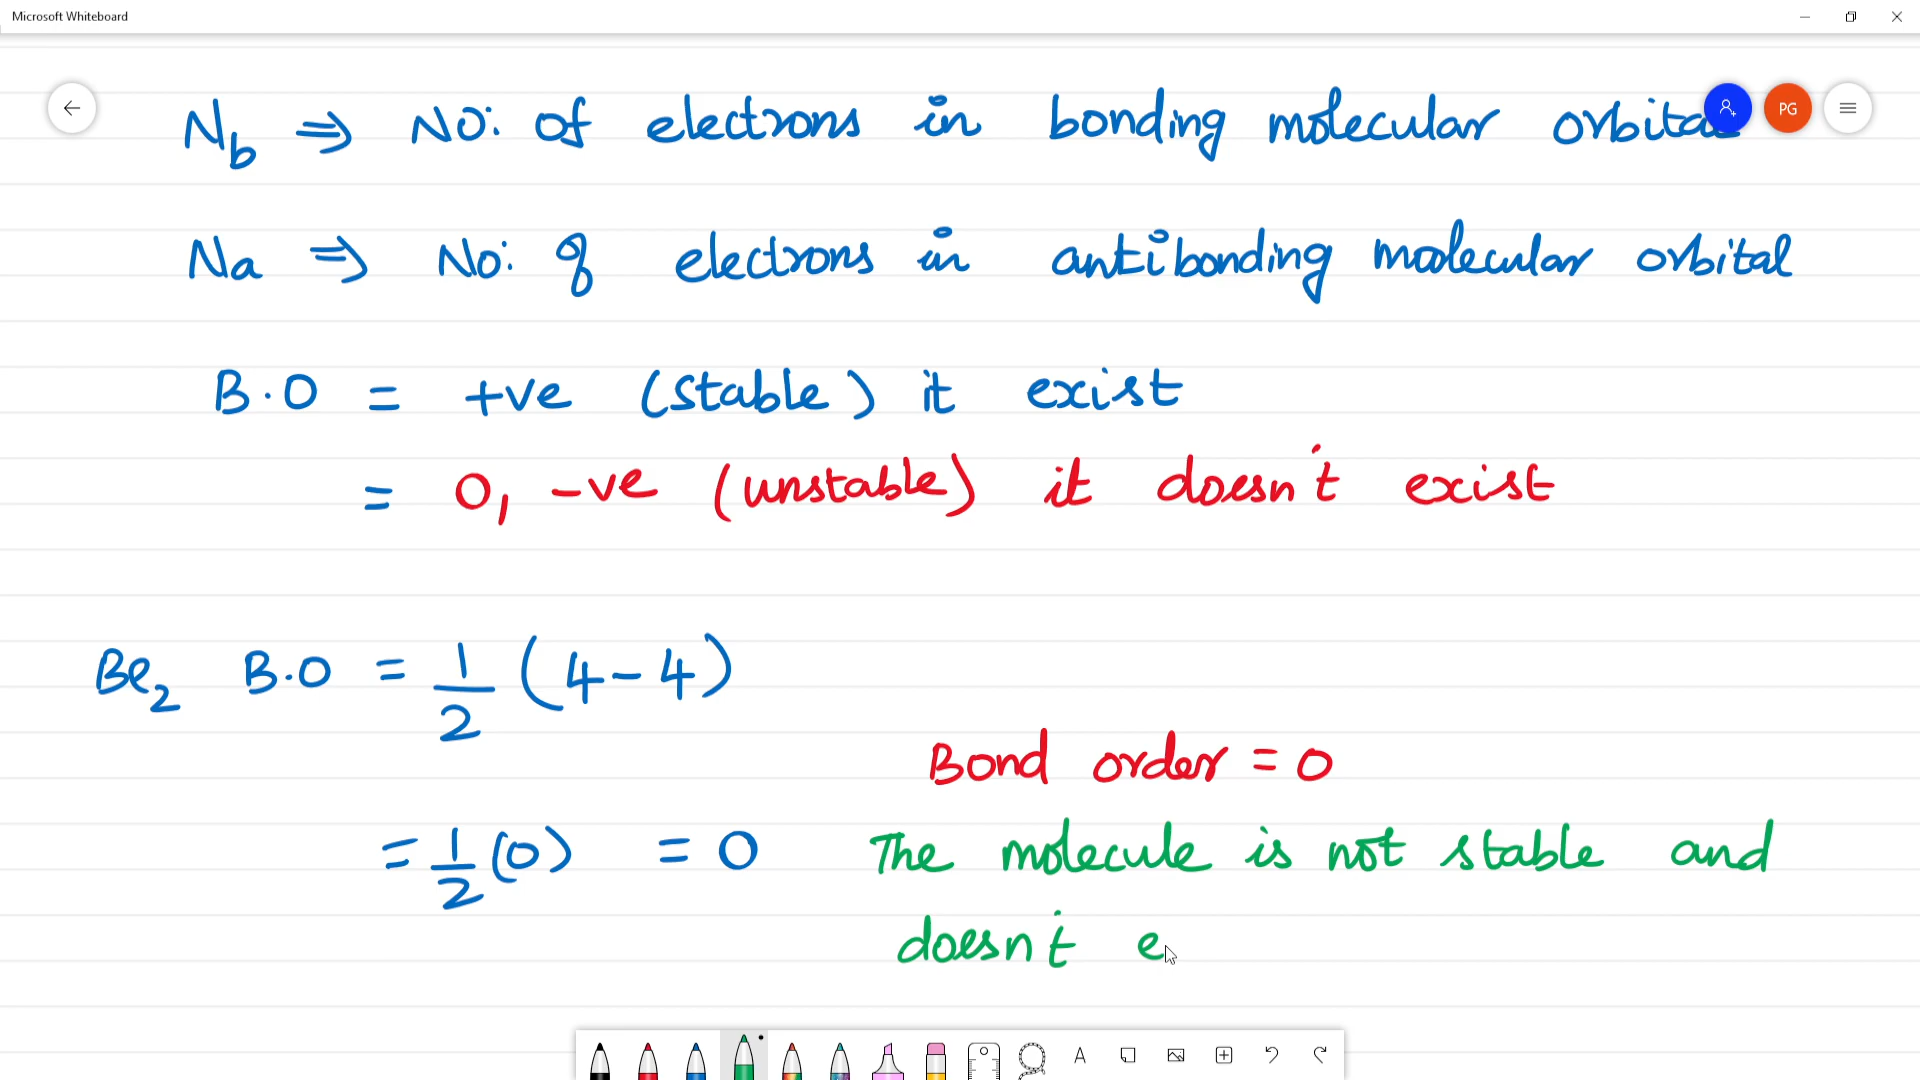 Microsoft Whiteboard
PG
N_b ⇒ NO: of electrons in bonding molecular orbital
Na ⇒ No: of electrons in antibonding molecular orbital
B.O = +ve (stable) it exist
= 0, -ve (unstable) it doesn't exist
Be₂ B.O = 1/2 (4-4)
Bond order = 0
= 1/2 (0) = 0 The molecule is not stable and
doesn't e